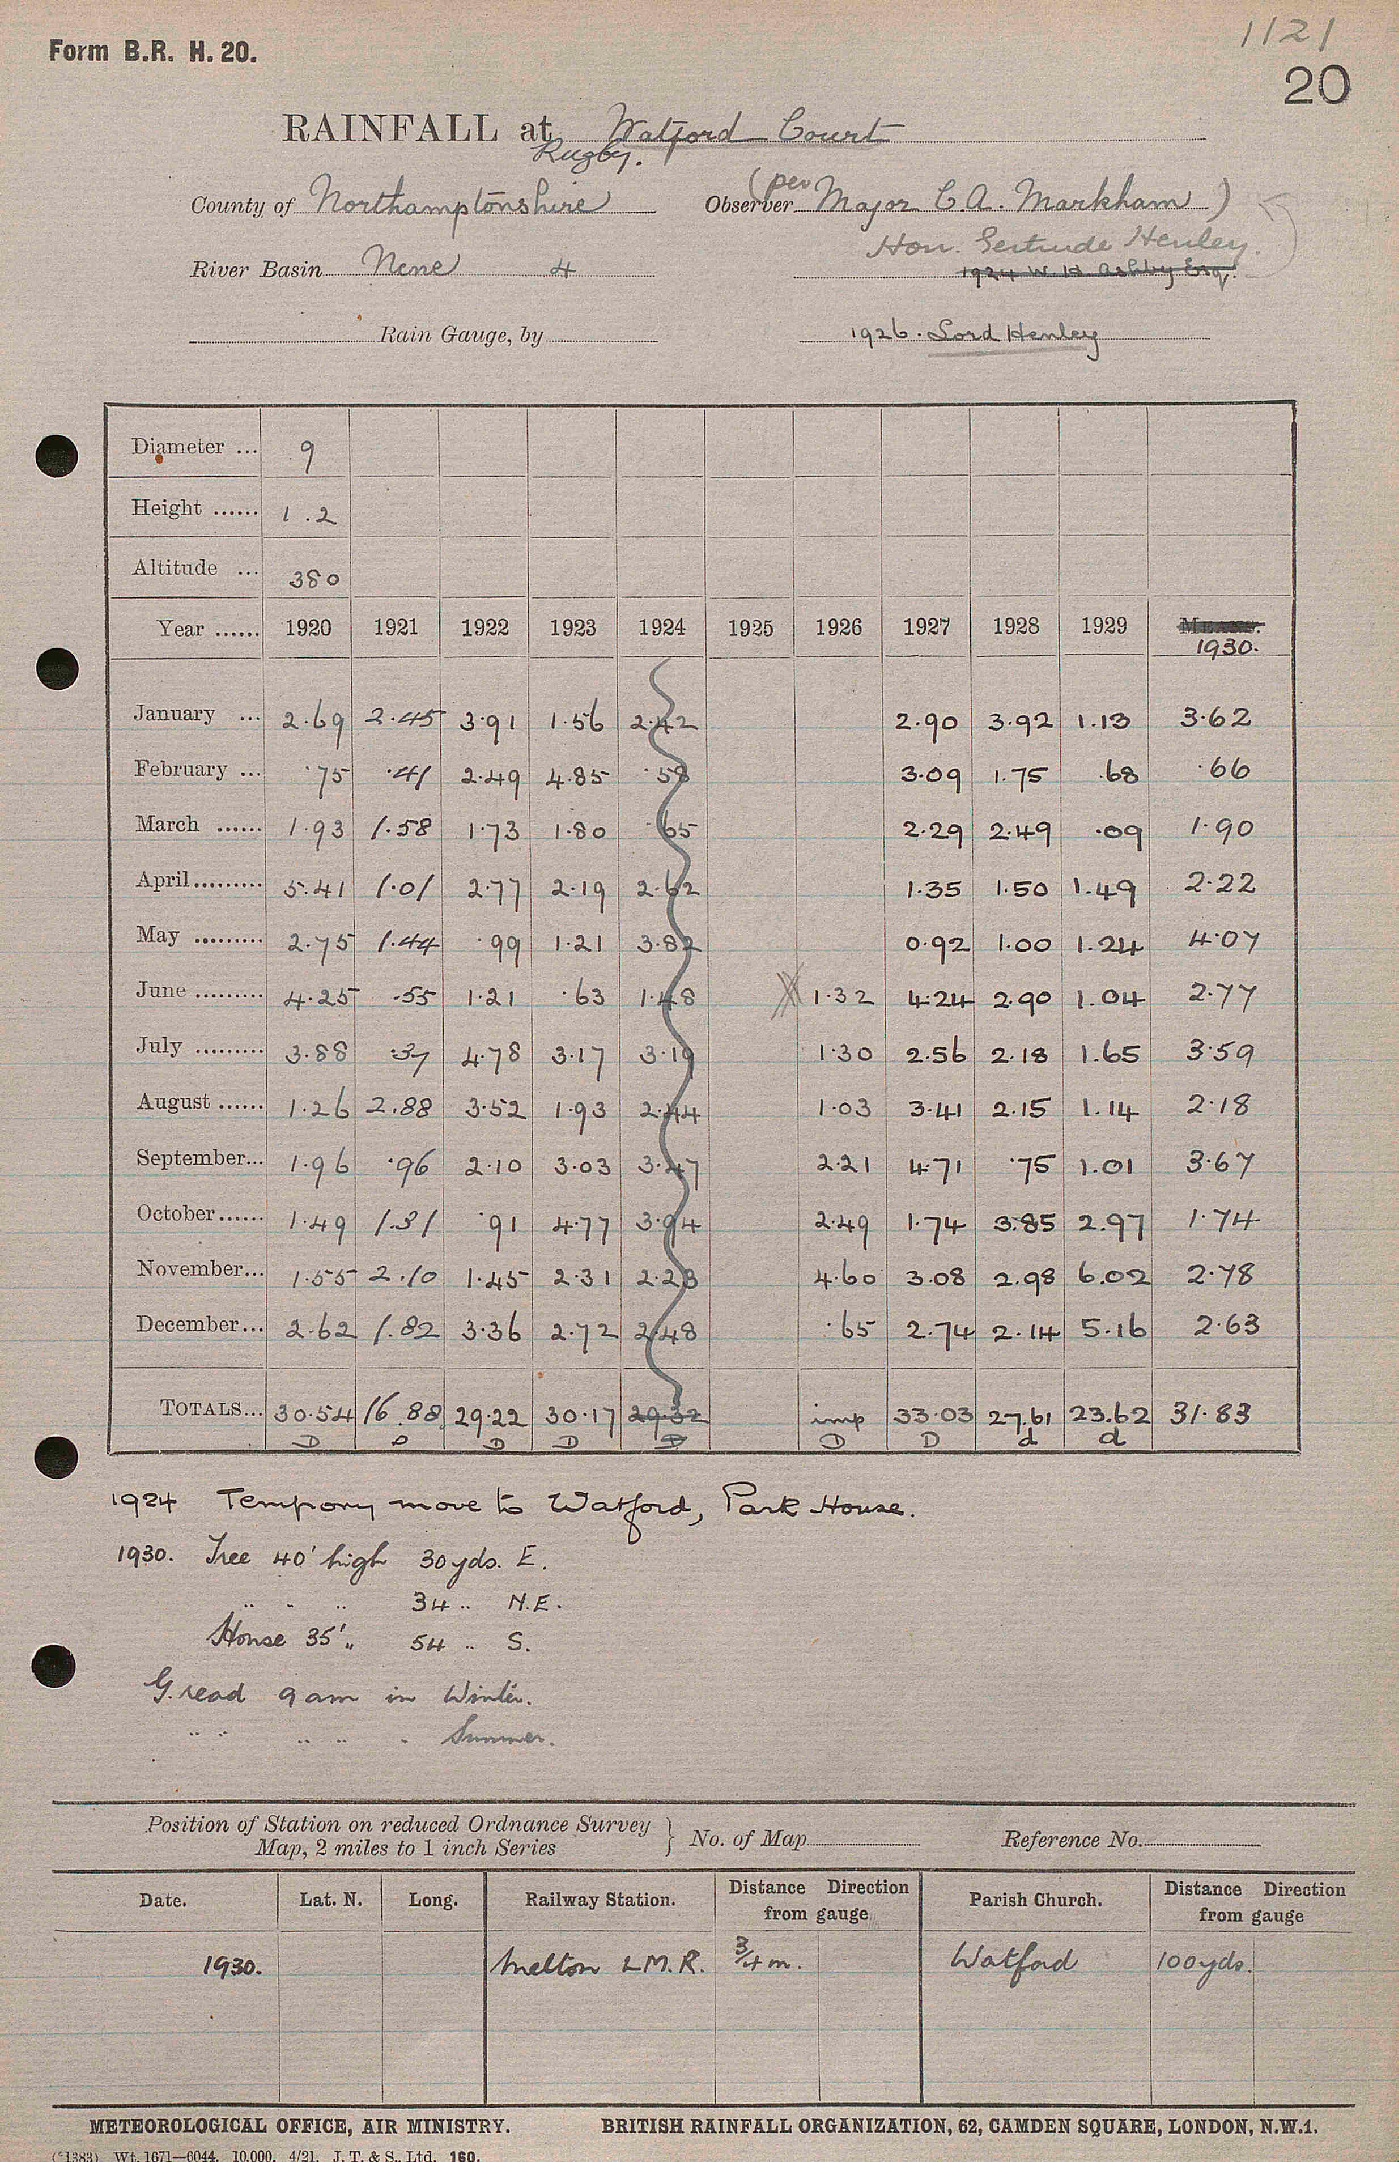 1121
Form B.R. H. 20.
20
RAINFALL at Watford Court
Rugby.
County of Northamptonshire Observer (per Major C.A. Markham)
Hon. Gertrude Henley.
River Basin Nene 4 1924 W. H. Ashby Esq.
Rain Gauge, by 1926. Lord Henley
Diameter ... 9
Height ...... 1.2
Altitude ... 380
Year ...... 1920 1921 1922 1923 1924 1925 1926 1927 1928 1929 MEANS.
1930.
January ... 2.69 2.45 3.91 1.56 2.42 2.90 3.92 1.13 3.62
February ... .75 .41 2.49 4.85 .58 3.09 1.75 .68 .66
March ...... 1.93 1.58 1.73 1.80 .65 2.29 2.49 .09 1.90
April......... 5.41 1.01 2.77 2.19 2.62 1.35 1.50 1.49 2.22
May ......... 2.75 1.44 .99 1.21 3.82 0.92 1.00 1.24 4.07
June ......... 4.25 .55 1.21 .63 1.48 1.32 4.24 2.90 1.04 2.77
July ......... 3.88 .37 4.78 3.17 3.19 1.30 2.56 2.18 1.65 3.59
August ...... 1.26 2.88 3.52 1.93 2.44 1.03 3.41 2.15 1.14 2.18
September... 1.96 .96 2.10 3.03 3.47 2.21 4.71 .75 1.01 3.67
October...... 1.49 1.31 .91 4.77 3.94 2.49 1.74 3.85 2.97 1.74
November... 1.55 2.10 1.45 2.31 2.23 4.60 3.08 2.98 6.02 2.78
December... 2.62 1.82 3.36 2.72 2.48 .65 2.74 2.14 5.16 2.63
TOTALS... 30.54 16.88 29.22 30.17 29.32 imp 33.03 27.61 23.62 31.83
D D D D D D D d d
1924 Tempory move to Watford, Park House.
1930. Tree 40' high 30yds. E.
.. .. .. 34 .. N.E.
House 35' .. 54 .. S.
G. read 9am in Winter.
.. .. .. .. .. Summer.
Position of Station on reduced Ordnance Survey
Map, 2 miles to 1 inch Series } No. of Map Reference No.
Date. Lat. N. Long. Railway Station. Distance Direction from gauge Parish Church. Distance Direction from gauge
1930. Melton L.M.R. 3/4 m. Watford 100yds.
METEOROLOGICAL OFFICE, AIR MINISTRY. BRITISH RAINFALL ORGANIZATION, 62, CAMDEN SQUARE, LONDON, N.W.1.
(*1383) Wt. 1671—6044. 10,000. 4/21. J. T. & S., Ltd. 160.